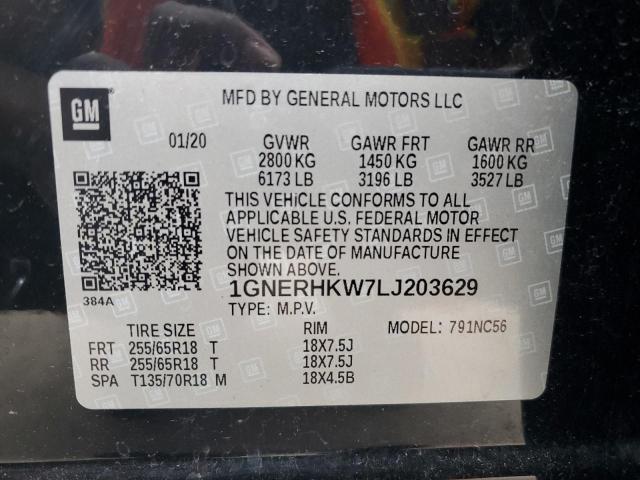 GM
MFD BY GENERAL MOTORS LLC
01/20 GVWR GAWR FRT GAWR RR
2800 KG 1450 KG 1600 KG
6173 LB 3196 LB 3527 LB
THIS VEHICLE CONFORMS TO ALL
APPLICABLE U.S. FEDERAL MOTOR
VEHICLE SAFETY STANDARDS IN EFFECT
ON THE DATE OF MANUFACTURE
SHOWN ABOVE.
384A
1GNERHKW7LJ203629
TYPE: M.P.V.
TIRE SIZE RIM MODEL: 791NC56
FRT 255/65R18 T 18X7.5J
RR 255/65R18 T 18X7.5J
SPA T135/70R18 M 18X4.5B